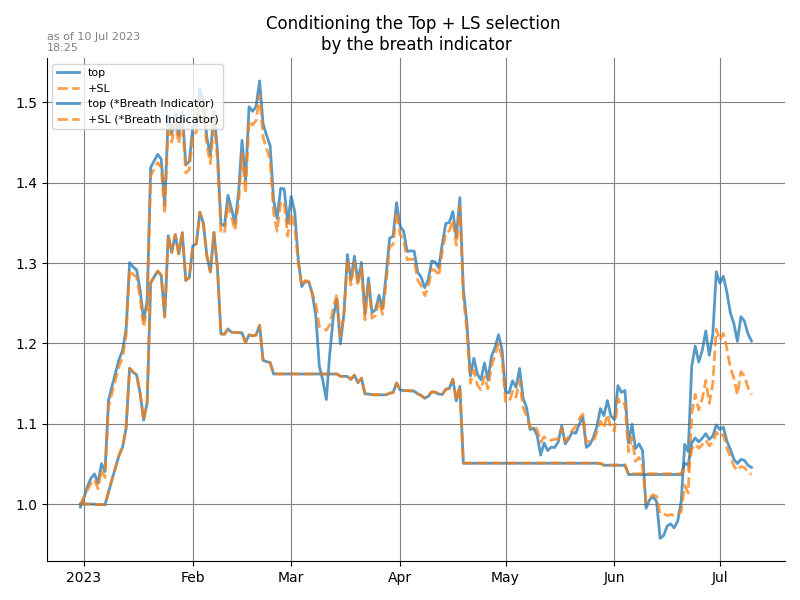 Conditioning the Top + LS selection
by the breath indicator
as of 10 Jul 2023
18:25
top
+SL
top (*Breath Indicator)
+SL (*Breath Indicator)
1.5
1.4
1.3
1.2
1.1
1.0
2023 Feb Mar Apr May Jun Jul